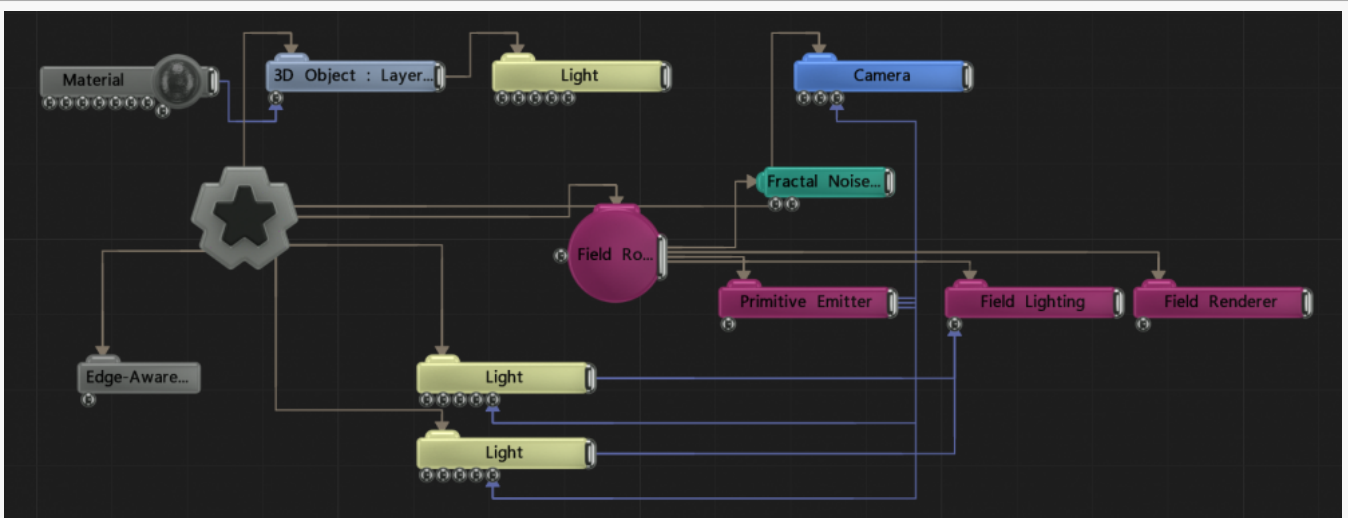 Material
3D Object : Layer...
Light
Camera
Fractal Noise...
Field Ro...
Primitive Emitter
Field Lighting
Field Renderer
Edge-Aware...
Light
Light